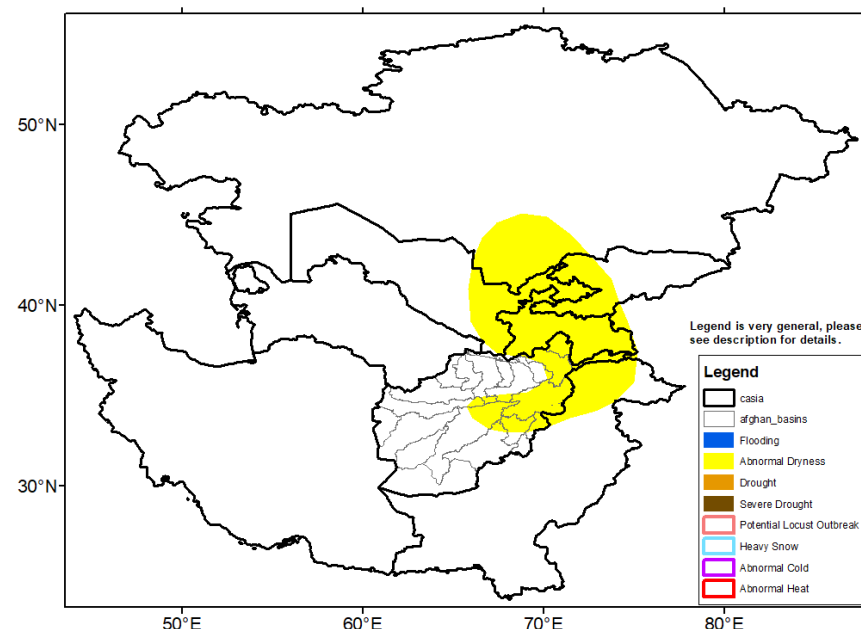 50°N
40°N
30°N
50°E
60°E
70°E
80°E
Legend is very general, please
see description for details.
Legend
casia
afghan_basins
Flooding
Abnormal Dryness
Drought
Severe Drought
Potential Locust Outbreak
Heavy Snow
Abnormal Cold
Abnormal Heat